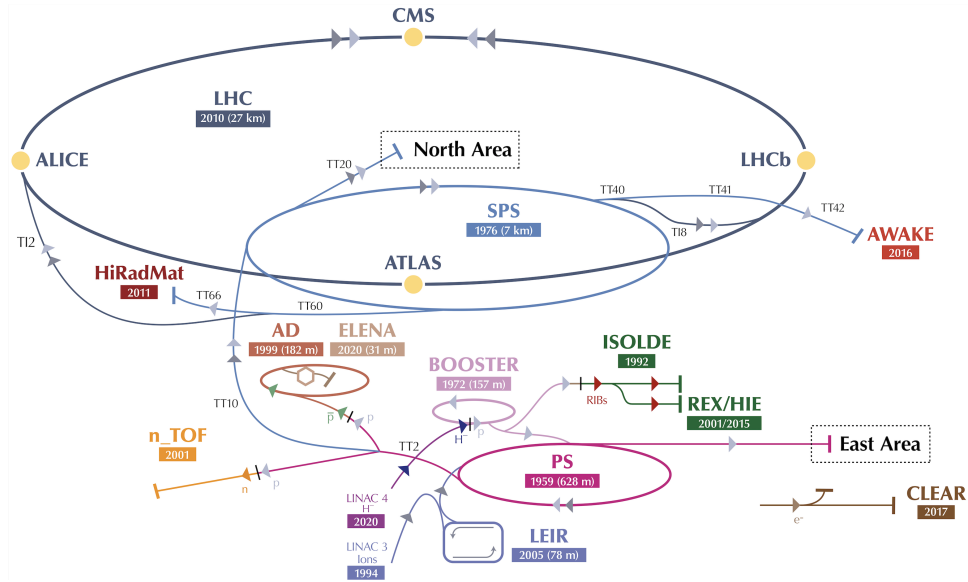 CMS
LHC
2010 (27 km)
North Area
TT20
ALICE
LHCb
TT40
TT41
SPS
1976 (7 km)
TT42
TI8
AWAKE
2016
TI2
ATLAS
HiRadMat
2011
TT66
TT60
AD
1999 (182 m)
ELENA
2020 (31 m)
ISOLDE
1992
BOOSTER
1972 (157 m)
RIBs
REX/HIE
2001/2015
TT10
p̅
p
TT2
H⁻
p
n_TOF
2001
East Area
PS
1959 (628 m)
n
p
LINAC 4
H⁻
2020
CLEAR
2017
e⁻
LEIR
2005 (78 m)
LINAC 3
Ions
1994